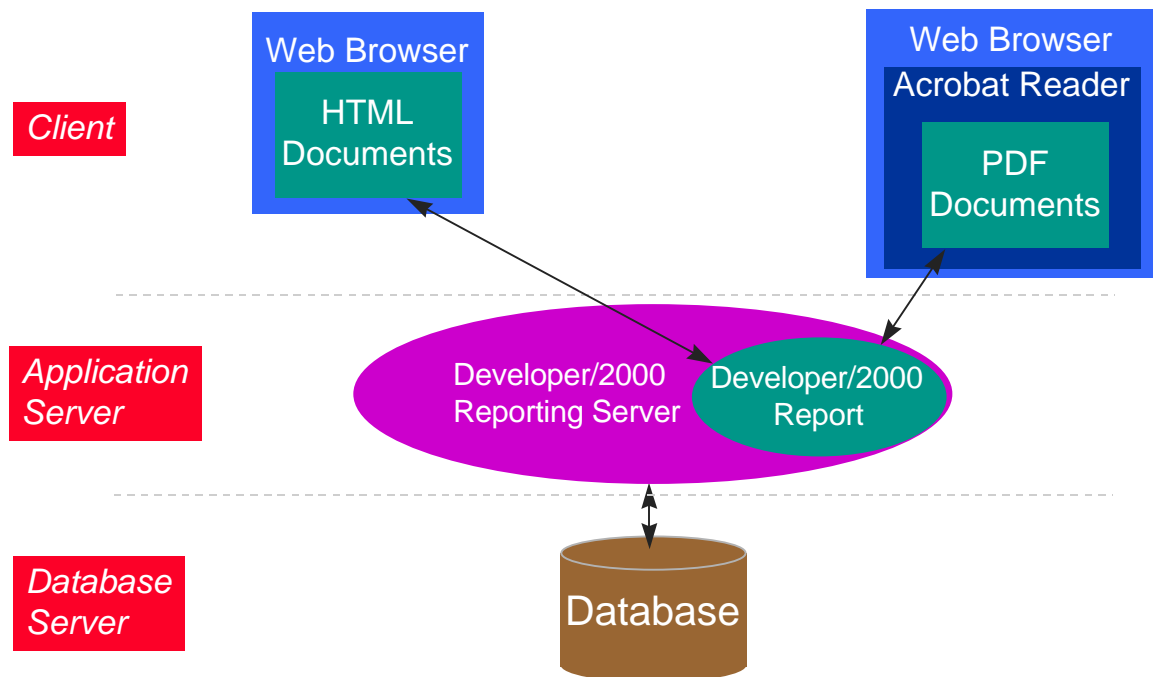 Web Browser
HTML
Documents
Web Browser
Acrobat Reader
PDF
Documents
Client
Application
Server
Developer/2000
Reporting Server
Developer/2000
Report
Database
Server
Database